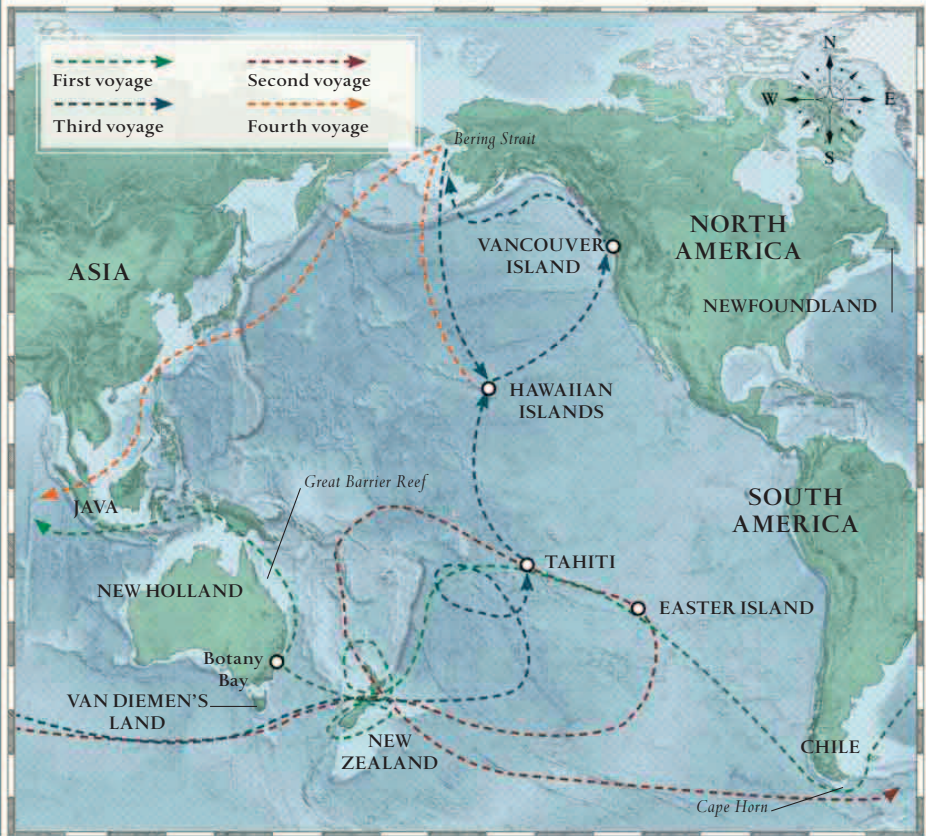 First voyage
Second voyage
Third voyage
Fourth voyage
N
W
E
S
Bering Strait
NORTH
AMERICA
VANCOUVER
ISLAND
ASIA
NEWFOUNDLAND
HAWAIIAN
ISLANDS
Great Barrier Reef
JAVA
SOUTH
AMERICA
TAHITI
NEW HOLLAND
EASTER ISLAND
Botany
Bay
VAN DIEMEN'S
LAND
NEW
ZEALAND
CHILE
Cape Horn